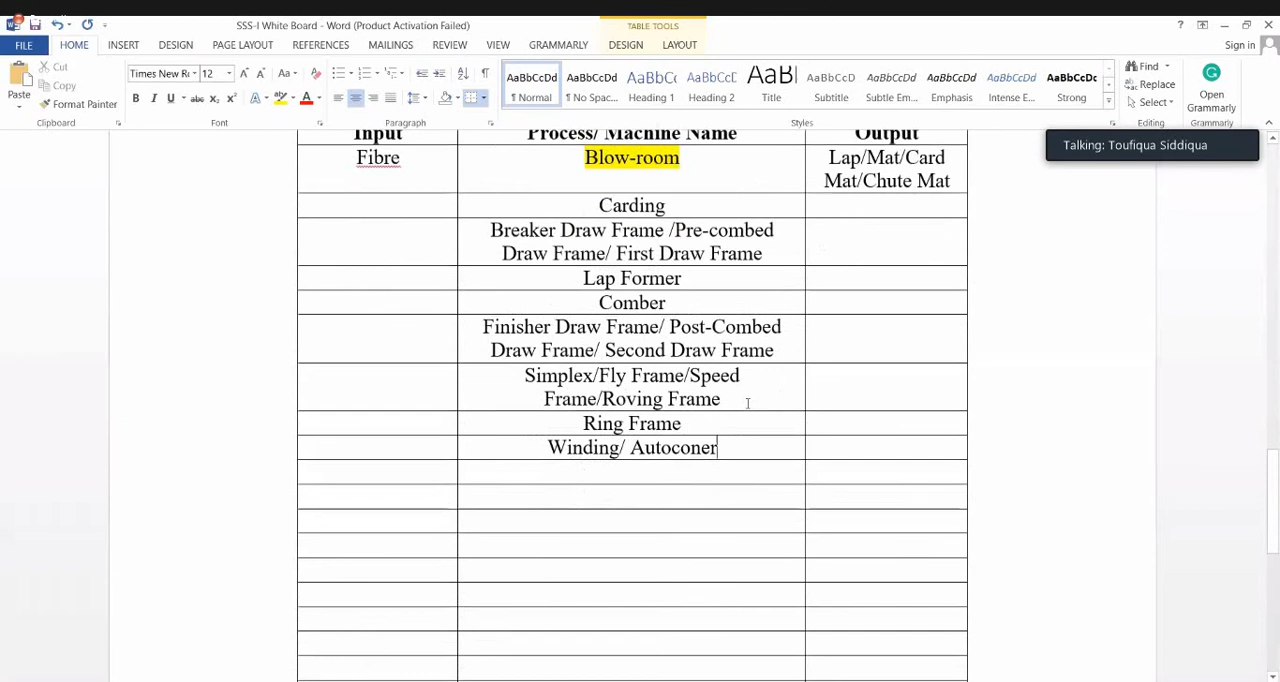 SSS-I White Board - Word (Product Activation Failed)
TABLE TOOLS
Sign in
FILE HOME INSERT DESIGN PAGE LAYOUT REFERENCES MAILINGS REVIEW VIEW GRAMMARLY DESIGN LAYOUT
Paste
Cut
Copy
Format Painter
Clipboard
Times New R 12
Font
Paragraph
AaBbCcDd AaBbCcDd AaBbC AaBbCcD AaB AaBbCcD AaBbCcDd AaBbCcDd AaBbCcDd AaBbCcDc
¶ Normal ¶ No Spac... Heading 1 Heading 2 Title Subtitle Subtle Em... Emphasis Intense E... Strong
Styles
Find
Replace
Select
Editing
Open
Grammarly
Grammarly
Talking: Toufiqua Siddiqua
Input Process/ Machine Name Output
Fibre Blow-room Lap/Mat/Card
Mat/Chute Mat
Carding
Breaker Draw Frame /Pre-combed
Draw Frame/ First Draw Frame
Lap Former
Comber
Finisher Draw Frame/ Post-Combed
Draw Frame/ Second Draw Frame
Simplex/Fly Frame/Speed
Frame/Roving Frame
Ring Frame
Winding/ Autoconer